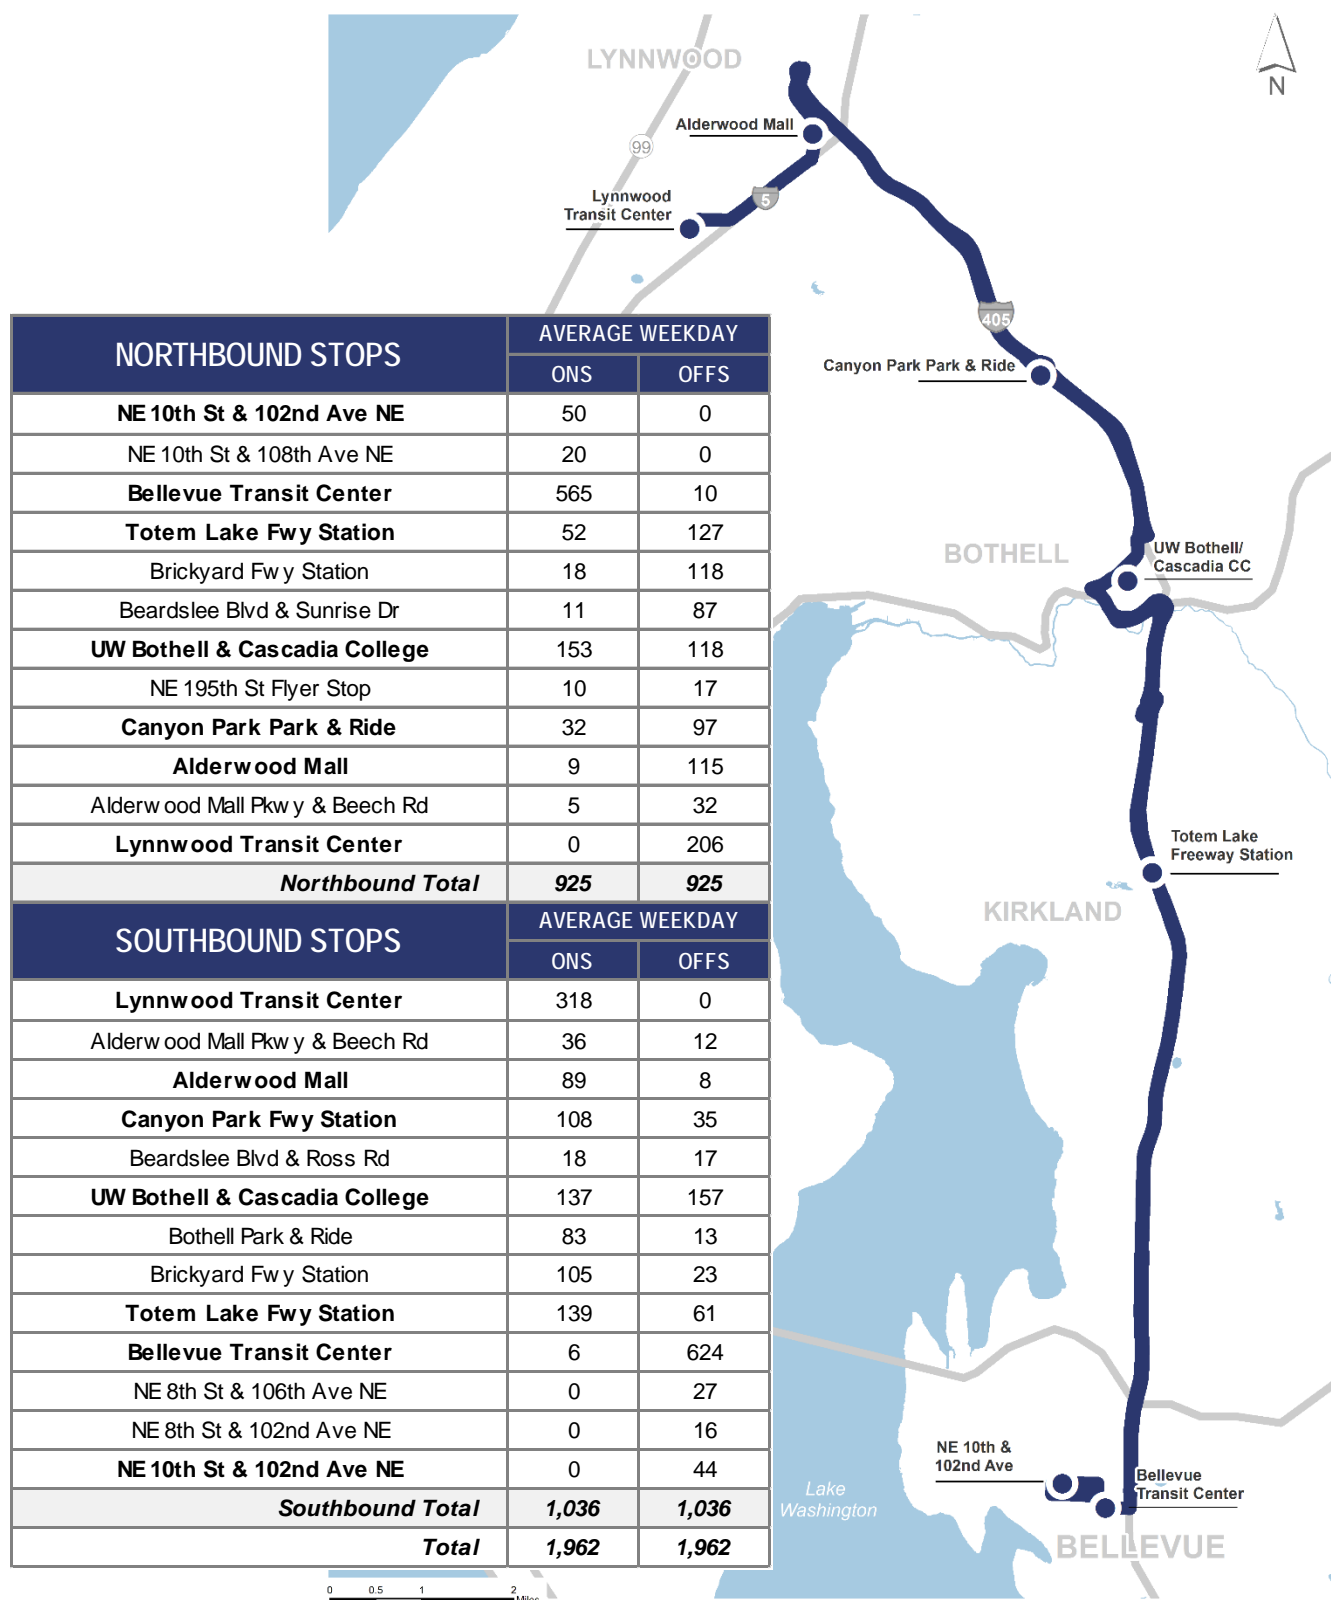 LYNNWOOD
N
Alderwood Mall
99
Lynnwood
Transit Center
5
405
Canyon Park Park & Ride
BOTHELL
UW Bothell/
Cascadia CC
Totem Lake
Freeway Station
KIRKLAND
NE 10th &
102nd Ave
Bellevue
Transit Center
Lake
Washington
BELLEVUE
NORTHBOUND STOPS AVERAGE WEEKDAY
ONS OFFS
NE 10th St & 102nd Ave NE 50 0
NE 10th St & 108th Ave NE 20 0
Bellevue Transit Center 565 10
Totem Lake Fwy Station 52 127
Brickyard Fwy Station 18 118
Beardslee Blvd & Sunrise Dr 11 87
UW Bothell & Cascadia College 153 118
NE 195th St Flyer Stop 10 17
Canyon Park Park & Ride 32 97
Alderwood Mall 9 115
Alderwood Mall Pkwy & Beech Rd 5 32
Lynnwood Transit Center 0 206
Northbound Total 925 925
SOUTHBOUND STOPS AVERAGE WEEKDAY
ONS OFFS
Lynnwood Transit Center 318 0
Alderwood Mall Pkwy & Beech Rd 36 12
Alderwood Mall 89 8
Canyon Park Fwy Station 108 35
Beardslee Blvd & Ross Rd 18 17
UW Bothell & Cascadia College 137 157
Bothell Park & Ride 83 13
Brickyard Fwy Station 105 23
Totem Lake Fwy Station 139 61
Bellevue Transit Center 6 624
NE 8th St & 106th Ave NE 0 27
NE 8th St & 102nd Ave NE 0 16
NE 10th St & 102nd Ave NE 0 44
Southbound Total 1,036 1,036
Total 1,962 1,962
0 0.5 1 2
Miles